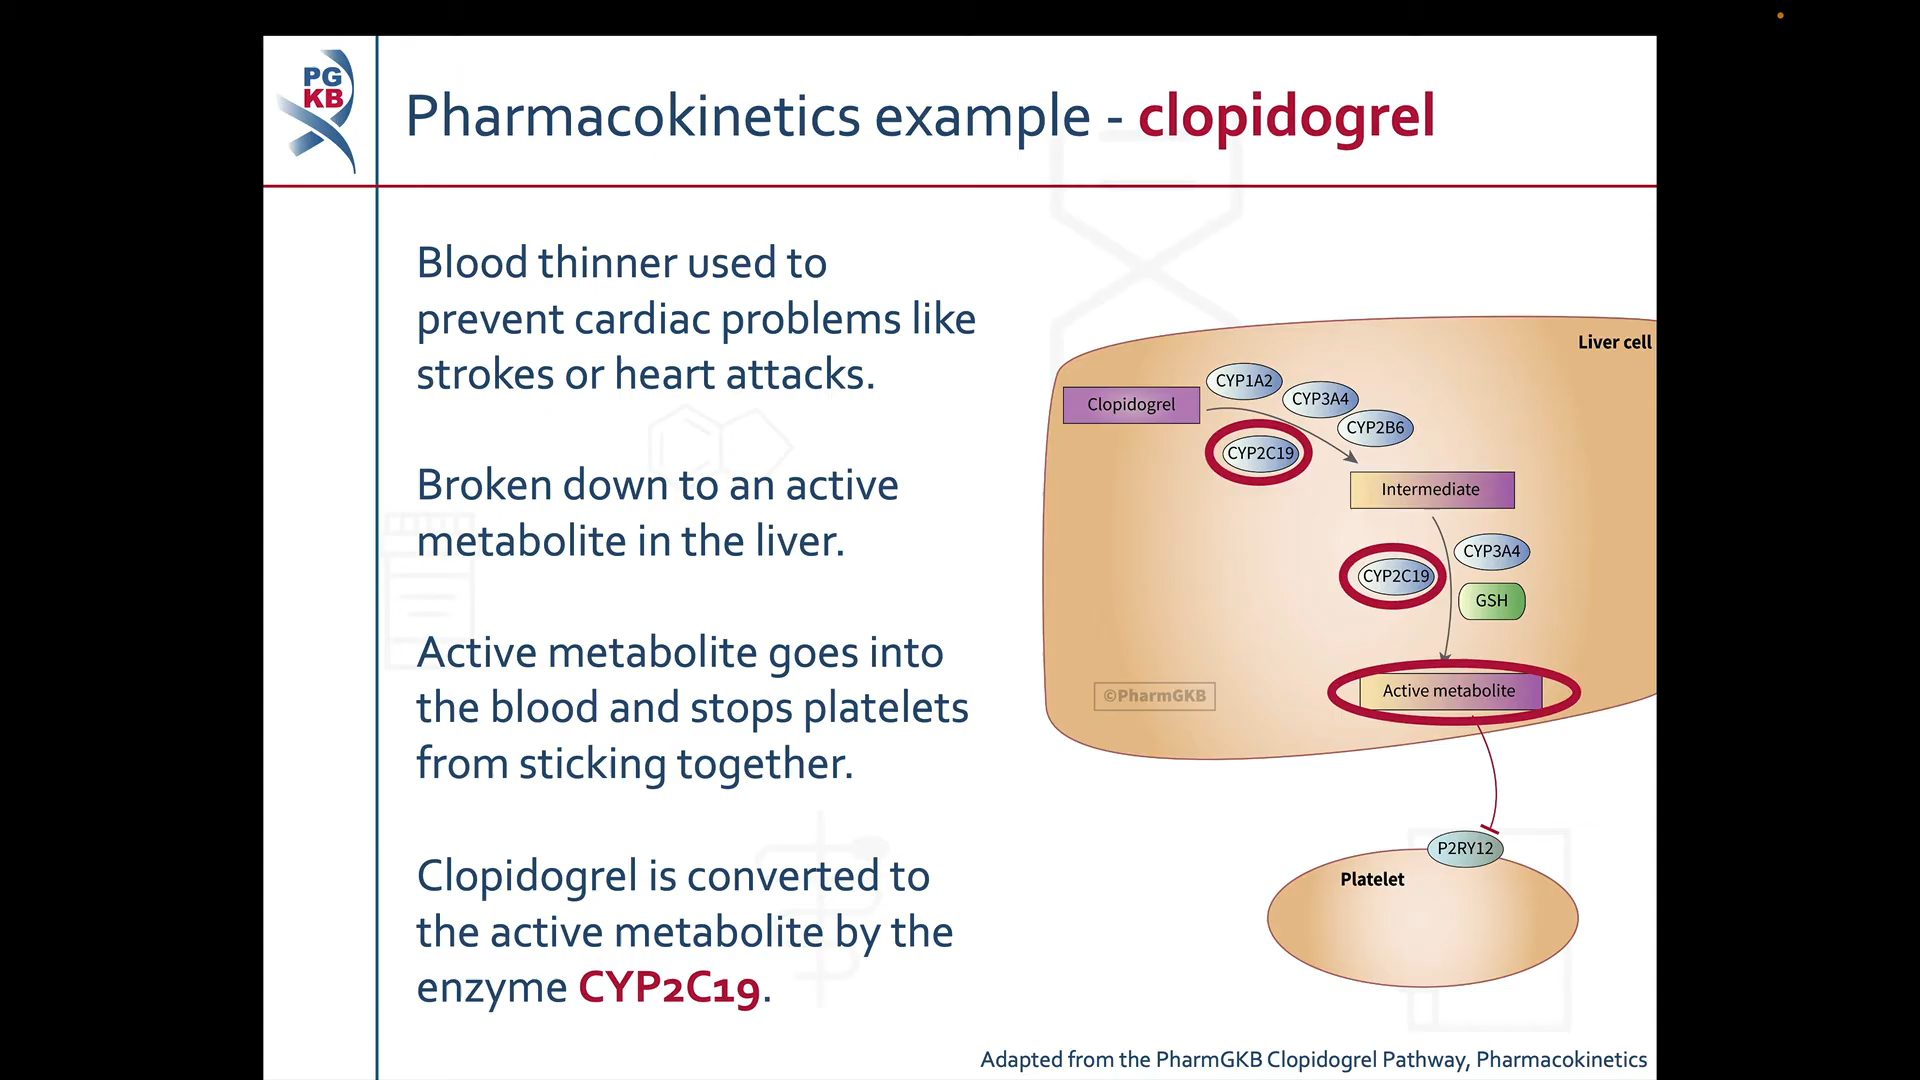 PG
KB
Pharmacokinetics example - clopidogrel
Blood thinner used to
prevent cardiac problems like
strokes or heart attacks.
Broken down to an active
metabolite in the liver.
Active metabolite goes into
the blood and stops platelets
from sticking together.
Clopidogrel is converted to
the active metabolite by the
enzyme CYP2C19.
Liver cell
Clopidogrel
CYP1A2
CYP3A4
CYP2B6
CYP2C19
Intermediate
CYP3A4
CYP2C19
GSH
Active metabolite
©PharmGKB
P2RY12
Platelet
Adapted from the PharmGKB Clopidogrel Pathway, Pharmacokinetics